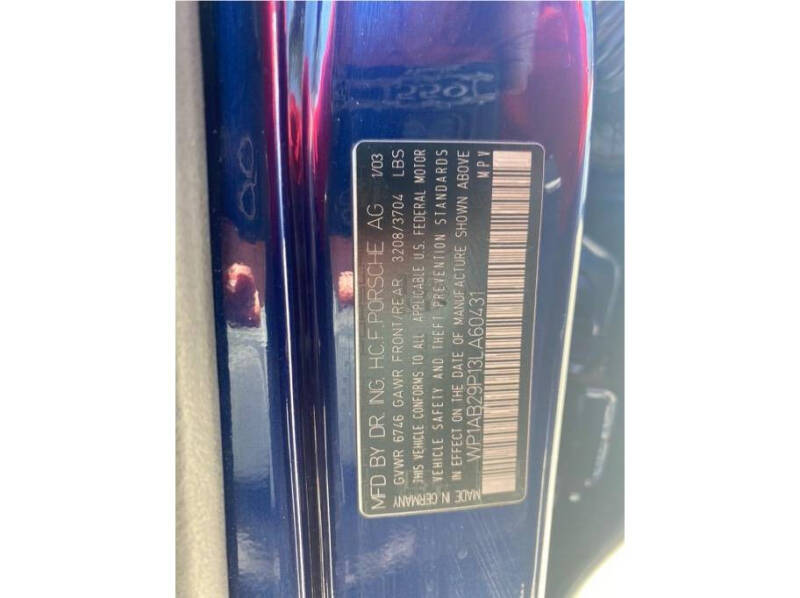 MFD BY DR. ING. H.C.F. PORSCHE AG 1/03
GVWR 6746 GAWR FRONT/REAR 3208/3704 LBS
THIS VEHICLE CONFORMS TO ALL APPLICABLE U.S. FEDERAL MOTOR
VEHICLE SAFETY AND THEFT PREVENTION STANDARDS
IN EFFECT ON THE DATE OF MANUFACTURE SHOWN ABOVE
WP1AB29P13LA60431 MPV
MADE IN GERMANY